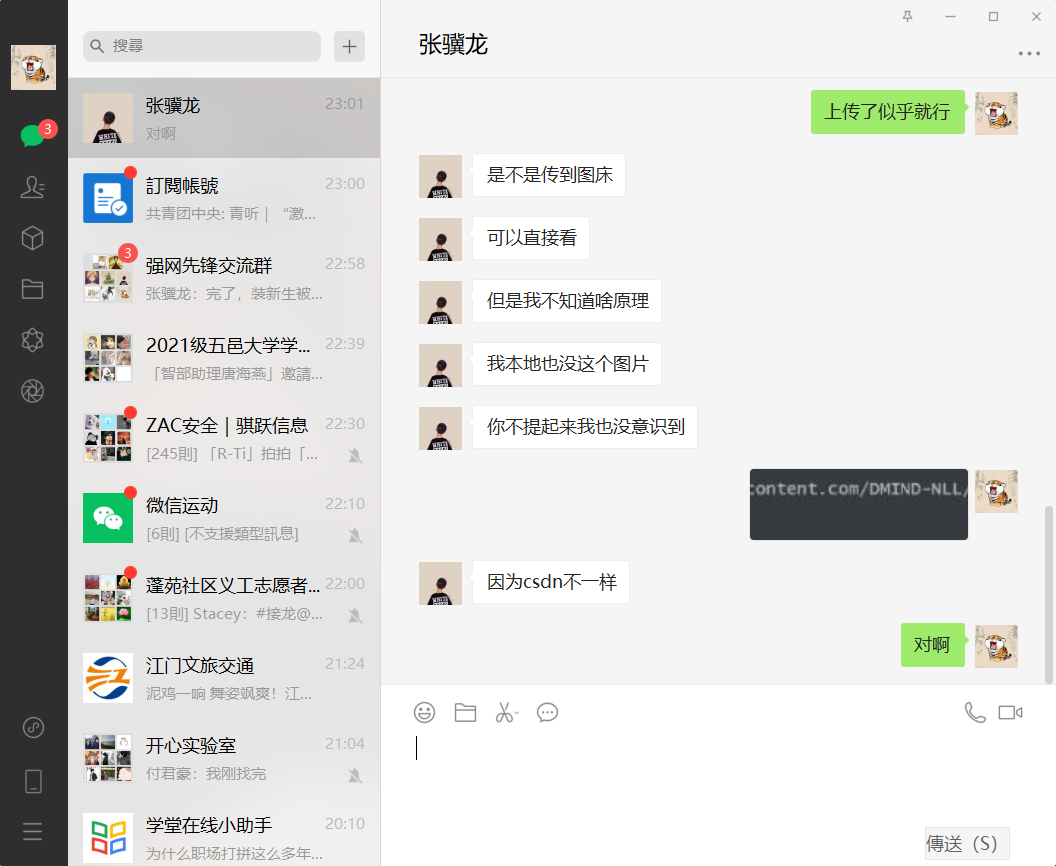 3
搜尋
张骥龙
23:01
对啊
訂閱帳號
23:00
共青团中央: 青听｜ “激...
3
强网先锋交流群
22:58
张骥龙：完了，装新生被...
2021级五邑大学学...
22:39
「智部助理唐海燕」邀請...
ZAC安全 | 骐跃信息
22:30
[245則] 「R-Ti」拍拍「...
微信运动
22:10
[6則] [不支援類型訊息]
蓬苑社区义工志愿者...
22:00
[13則] Stacey：#接龙@...
江门文旅交通
21:24
泥鸡一响 舞姿飒爽！江...
开心实验室
21:04
付君豪：我刚找完
学堂在线小助手
20:10
为什么职场打拼这么多年...
张骥龙
上传了似乎就行
是不是传到图床
可以直接看
但是我不知道啥原理
我本地也没这个图片
你不提起来我也没意识到
content.com/DMIND-NLL/
因为csdn不一样
对啊
傳送（S）